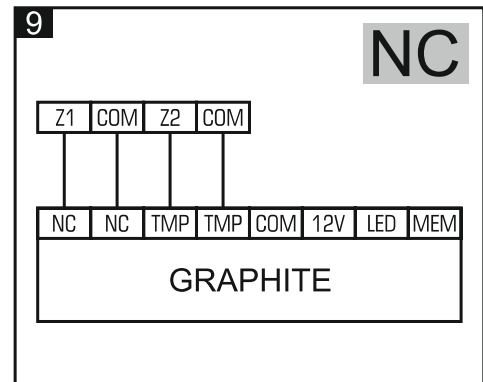 9
NC
Z1 COM Z2 COM
NC NC TMP TMP COM 12V LED MEM
GRAPHITE